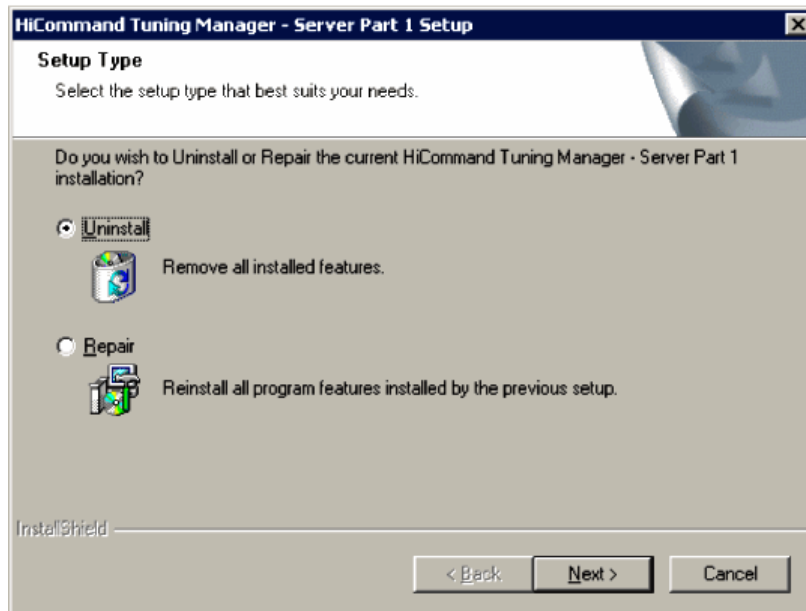 HiCommand Tuning Manager - Server Part 1 Setup
Setup Type
Select the setup type that best suits your needs.
Do you wish to Uninstall or Repair the current HiCommand Tuning Manager - Server Part 1
installation?
Uninstall
Remove all installed features.
Repair
Reinstall all program features installed by the previous setup.
InstallShield
< Back
Next >
Cancel